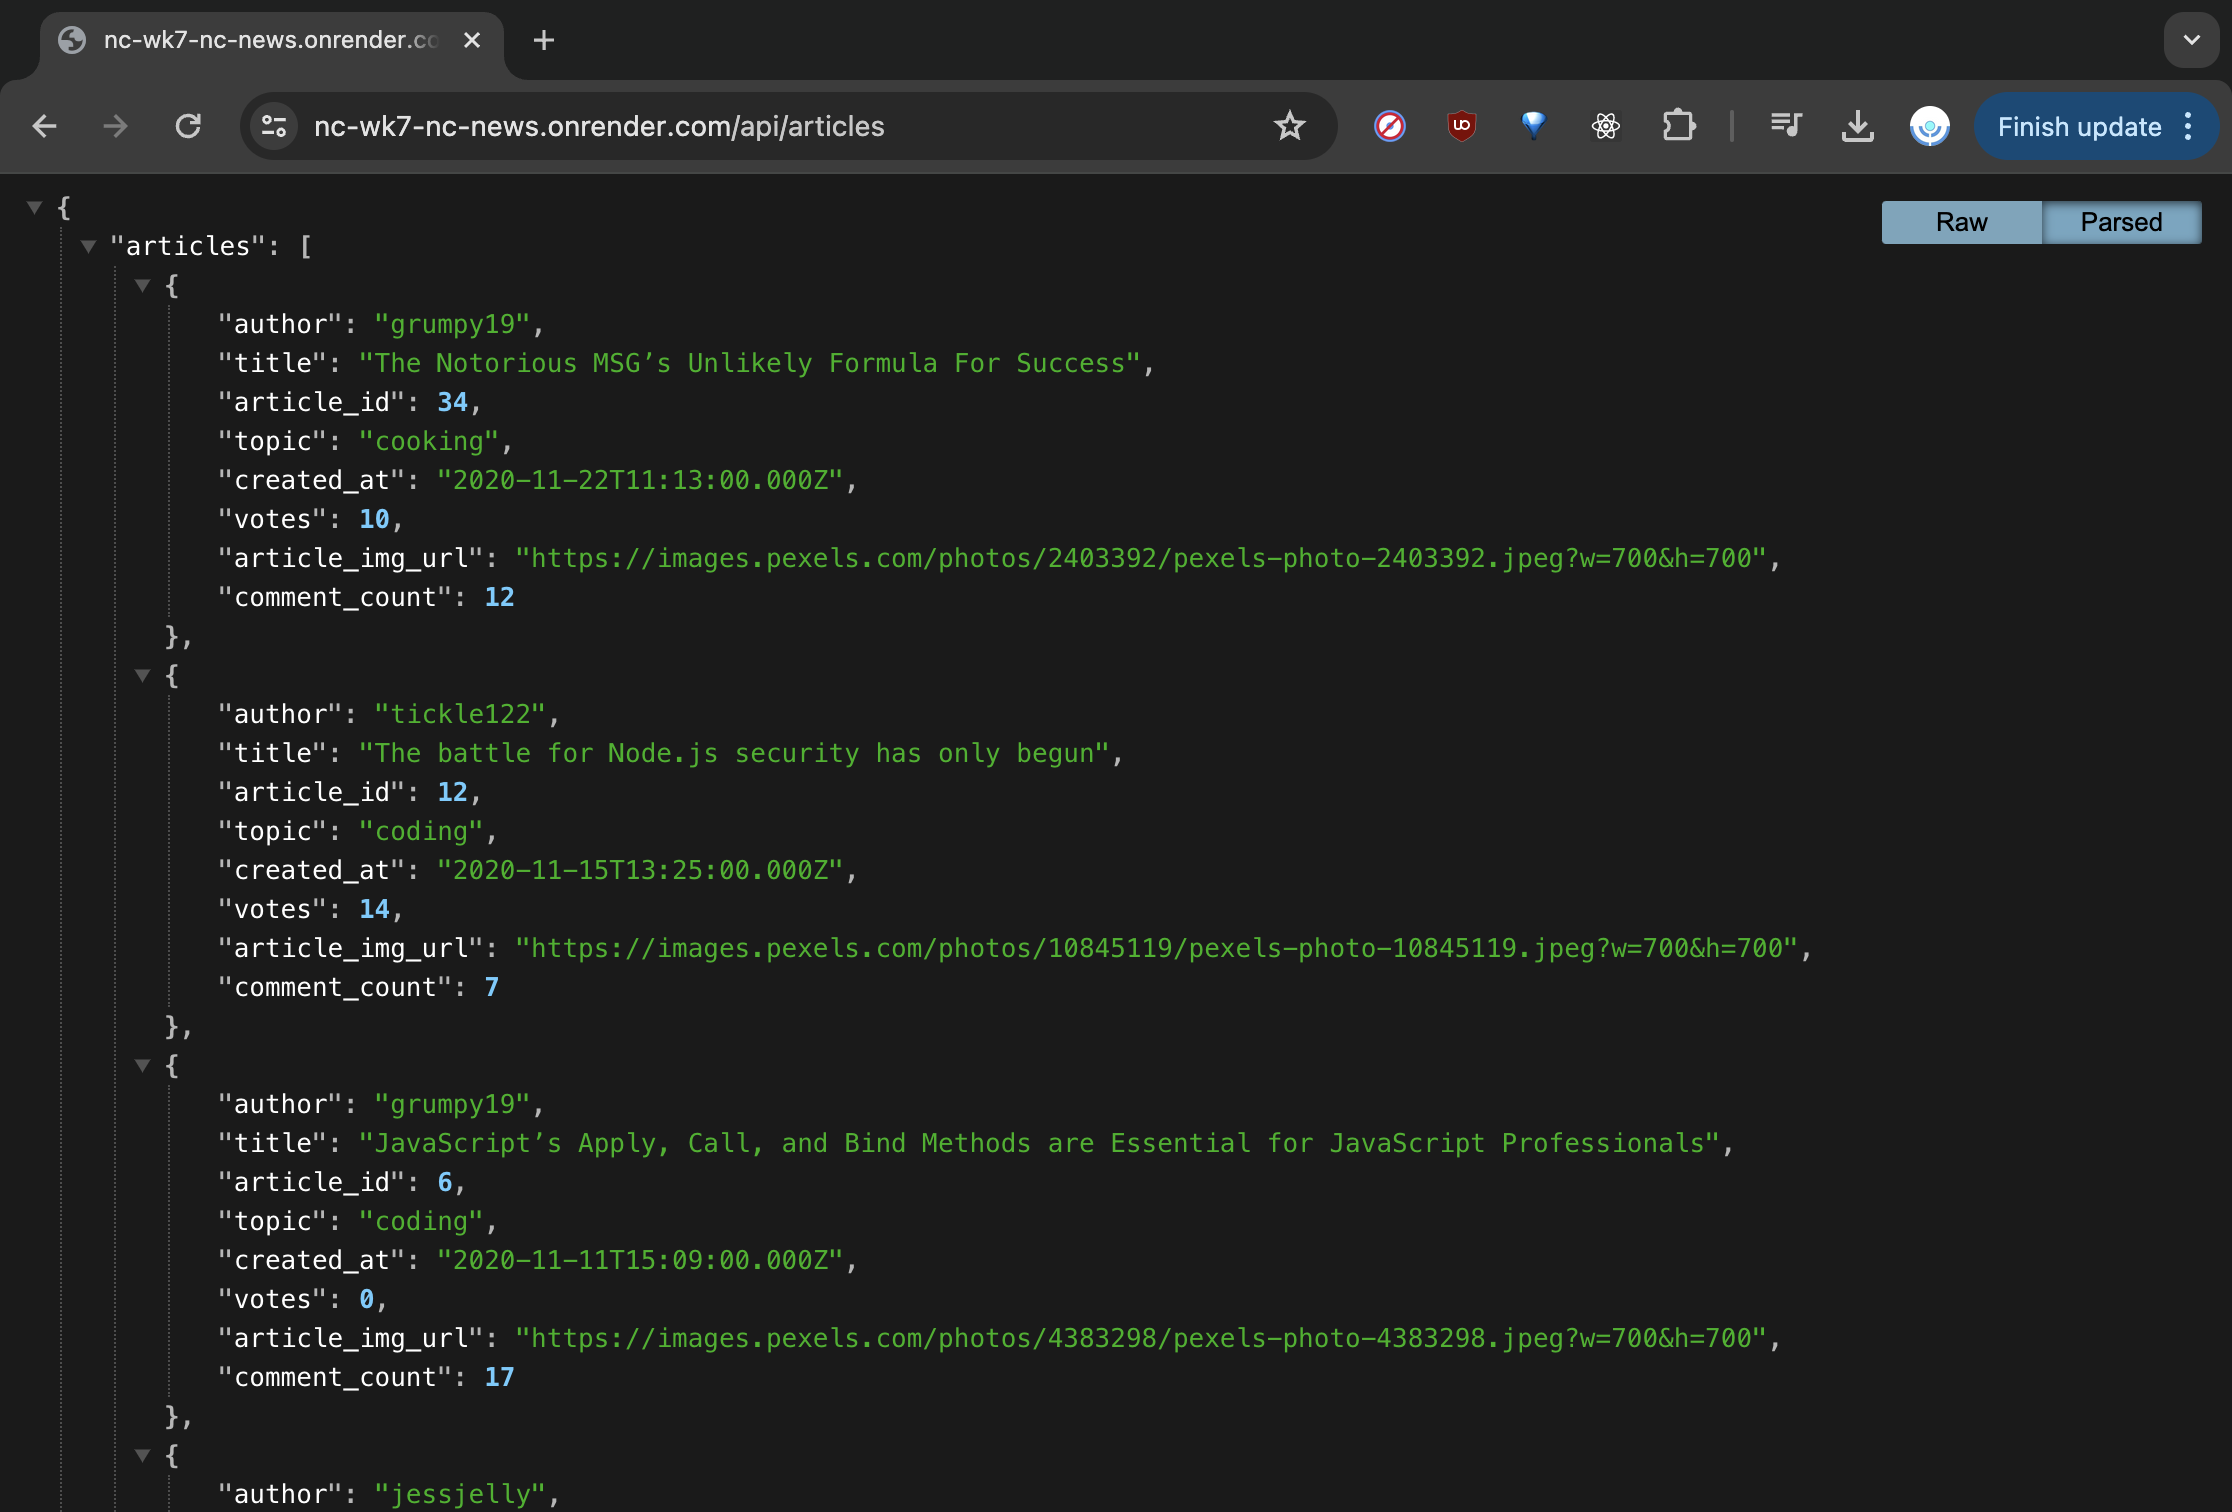 nc-wk7-nc-news.onrender.co
nc-wk7-nc-news.onrender.com/api/articles
Finish update
Raw
Parsed
{
"articles": [
{
"author": "grumpy19",
"title": "The Notorious MSG’s Unlikely Formula For Success",
"article_id": 34,
"topic": "cooking",
"created_at": "2020-11-22T11:13:00.000Z",
"votes": 10,
"article_img_url": "https://images.pexels.com/photos/2403392/pexels-photo-2403392.jpeg?w=700&h=700",
"comment_count": 12
},
{
"author": "tickle122",
"title": "The battle for Node.js security has only begun",
"article_id": 12,
"topic": "coding",
"created_at": "2020-11-15T13:25:00.000Z",
"votes": 14,
"article_img_url": "https://images.pexels.com/photos/10845119/pexels-photo-10845119.jpeg?w=700&h=700",
"comment_count": 7
},
{
"author": "grumpy19",
"title": "JavaScript’s Apply, Call, and Bind Methods are Essential for JavaScript Professionals",
"article_id": 6,
"topic": "coding",
"created_at": "2020-11-11T15:09:00.000Z",
"votes": 0,
"article_img_url": "https://images.pexels.com/photos/4383298/pexels-photo-4383298.jpeg?w=700&h=700",
"comment_count": 17
},
{
"author": "jessjelly",